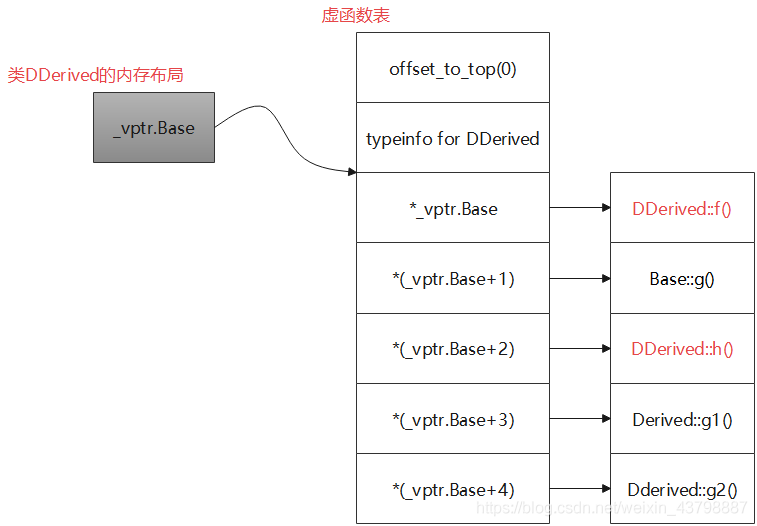 虚函数表
类DDerived的内存布局
_vptr.Base
offset_to_top(0)
typeinfo for DDerived
*_vptr.Base
DDerived::f()
*(_vptr.Base+1)
Base::g()
*(_vptr.Base+2)
DDerived::h()
*(_vptr.Base+3)
Derived::g1()
*(_vptr.Base+4)
Dderived::g2()
https://blog.csdn.net/weixin_43798887